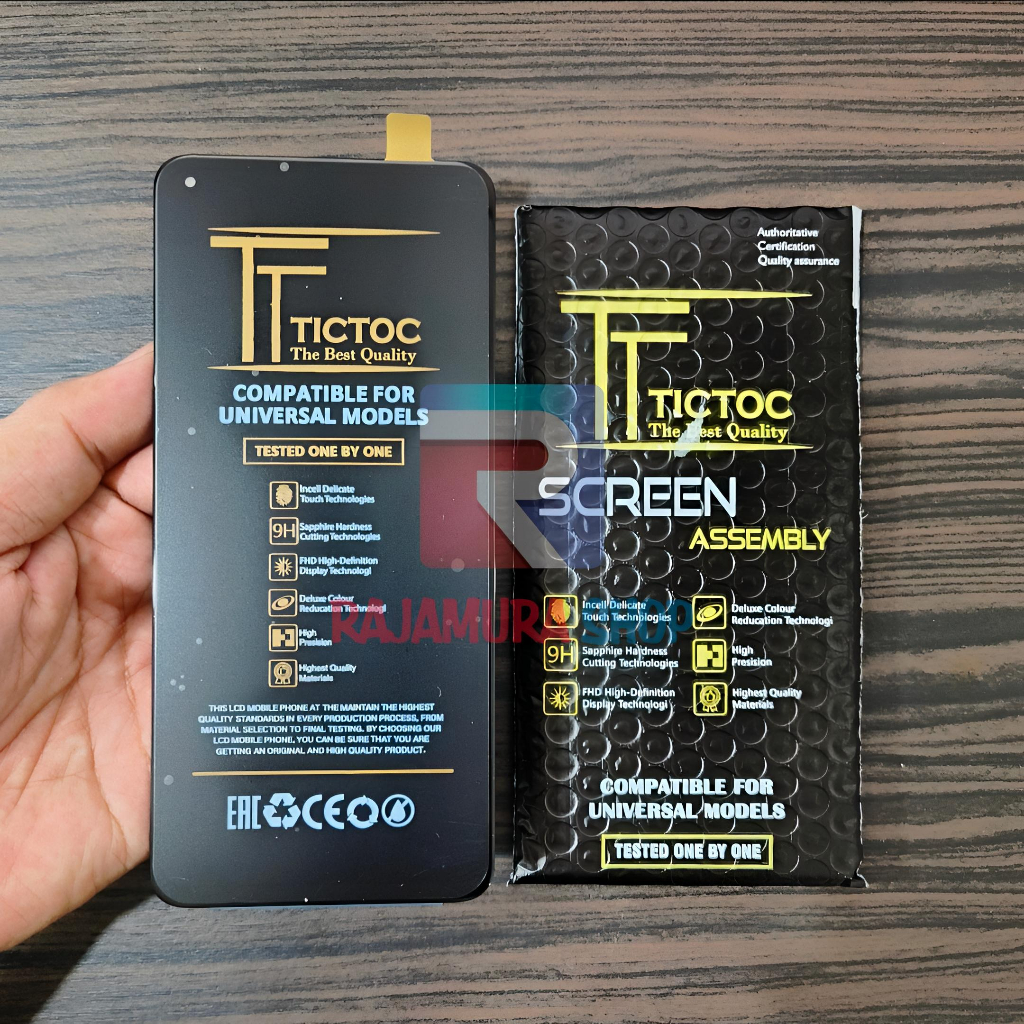 TT
TICTOC
The Best Quality
COMPATIBLE FOR
UNIVERSAL MODELS
TESTED ONE BY ONE
Incell Delicate
Touch Technologies
9H
Sapphire Hardness
Cutting Technologies
FHD High-Definition
Display Technologi
Deluxe Colour
Reducation Technologi
High
Presision
Highest Quality
Materials
THIS LCD MOBILE PHONE AT THE MAINTAIN THE HIGHEST
QUALITY STANDARDS IN EVERY PRODUCTION PROCESS, FROM
MATERIAL SELECTION TO FINAL TESTING. BY CHOOSING OUR
LCD MOBILE PHONE, YOU CAN BE SURE THAT YOU ARE
GETTING AN ORIGINAL AND HIGH QUALITY PRODUCT.
EAC CE
Authoritative
Certification
Quality assurance
TT
TICTOC
The Best Quality
SCREEN
ASSEMBLY
Incell Delicate
Touch Technologies
9H
Sapphire Hardness
Cutting Technologies
FHD High-Definition
Display Technologi
Deluxe Colour
Reducation Technologi
High
Presision
Highest Quality
Materials
COMPATIBLE FOR
UNIVERSAL MODELS
TESTED ONE BY ONE
R
RAJAMURA SHOP